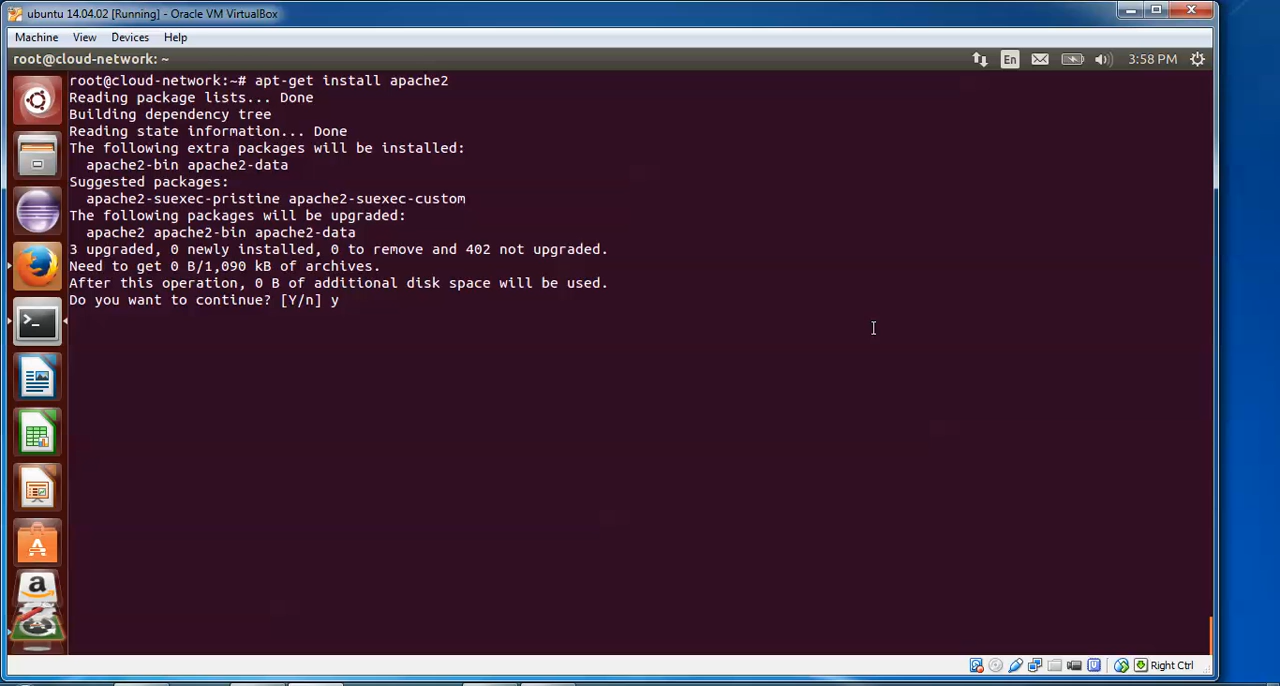 ubuntu 14.04.02 [Running] - Oracle VM VirtualBox
Machine View Devices Help
root@cloud-network: ~
En
3:58 PM
root@cloud-network:~# apt-get install apache2
Reading package lists... Done
Building dependency tree
Reading state information... Done
The following extra packages will be installed:
apache2-bin apache2-data
Suggested packages:
apache2-suexec-pristine apache2-suexec-custom
The following packages will be upgraded:
apache2 apache2-bin apache2-data
3 upgraded, 0 newly installed, 0 to remove and 402 not upgraded.
Need to get 0 B/1,090 kB of archives.
After this operation, 0 B of additional disk space will be used.
Do you want to continue? [Y/n] y
Right Ctrl